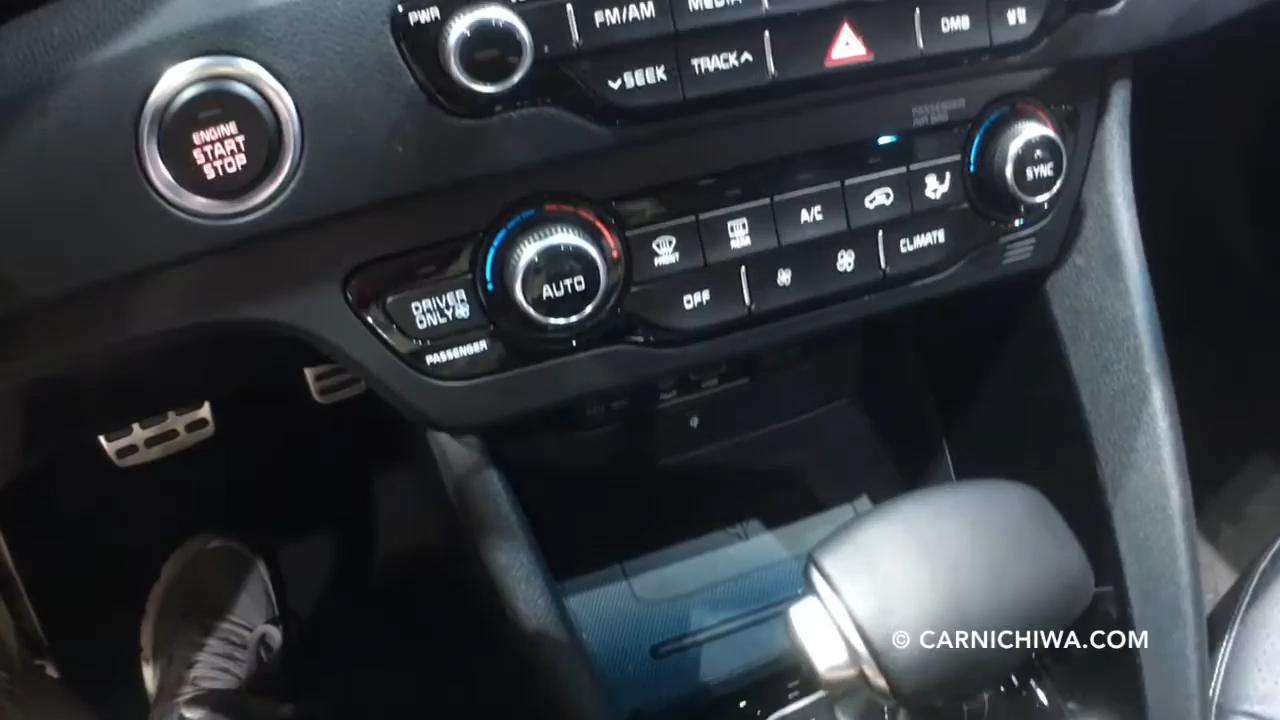 PWR
FM/AM
MEDIA
DMB
SEEK
TRACK
ENGINE
START
STOP
PASSENGER
AIR BAG
SYNC
FRONT
REAR
A/C
AUTO
DRIVER
ONLY
OFF
CLIMATE
PASSENGER
© CARNICHIWA.COM